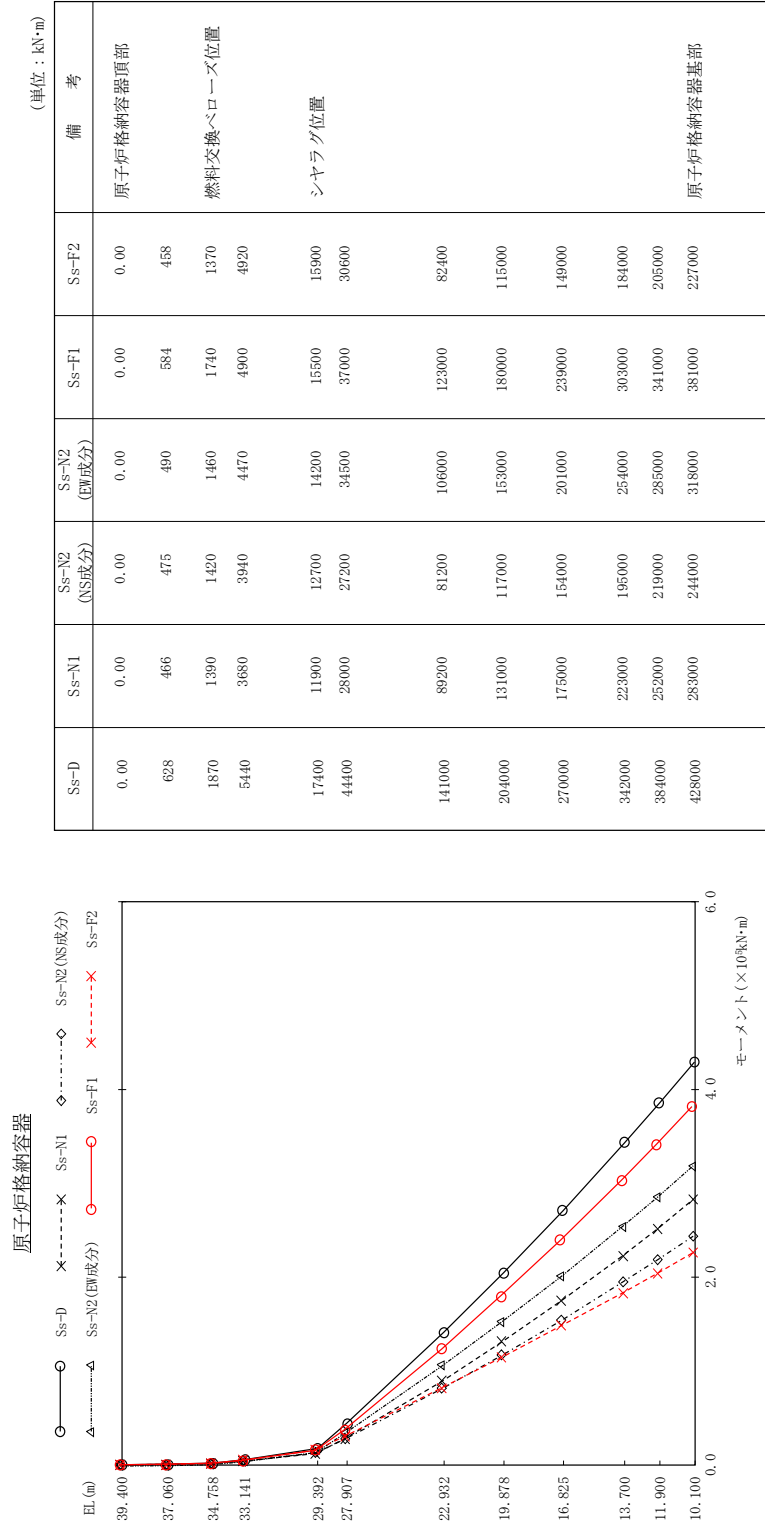 原子炉格納容器
Ss-D Ss-N1 Ss-N2(NS成分)
Ss-N2(EW成分) Ss-F1 Ss-F2
EL(m)
39.400
37.060
34.758
33.141
29.392
27.907
22.932
19.878
16.825
13.700
11.900
10.100
0.0 2.0 4.0 6.0
モーメント(×10⁵kN・m)
(単位：kN・m)
Ss-D Ss-N1 Ss-N2(NS成分) Ss-N2(EW成分) Ss-F1 Ss-F2 備考
0.00 0.00 0.00 0.00 0.00 0.00 原子炉格納容器頂部
628 466 475 490 584 458
1870 1390 1420 1460 1740 1370 燃料交換ベローズ位置
5440 3680 3940 4470 4900 4920
17400 11900 12700 14200 15500 15900 シヤラグ位置
44400 28000 27200 34500 37000 30600
141000 89200 81200 106000 123000 82400
204000 131000 117000 153000 180000 115000
270000 175000 154000 201000 239000 149000
342000 223000 195000 254000 303000 184000
384000 252000 219000 285000 341000 205000
428000 283000 244000 318000 381000 227000 原子炉格納容器基部